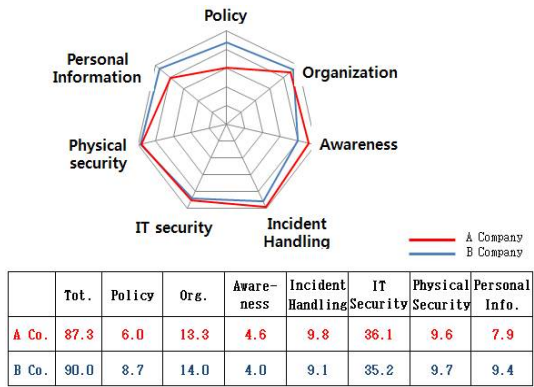 Policy
Personal
Information
Organization
Physical
security
Awareness
IT security
Incident
Handling
A Company
B Company
Tot. Policy Org. Aware-
ness Incident
Handling IT
Security Physical
Security Personal
Info.
A Co. 87.3 6.0 13.3 4.6 9.8 36.1 9.6 7.9
B Co. 90.0 8.7 14.0 4.0 9.1 35.2 9.7 9.4